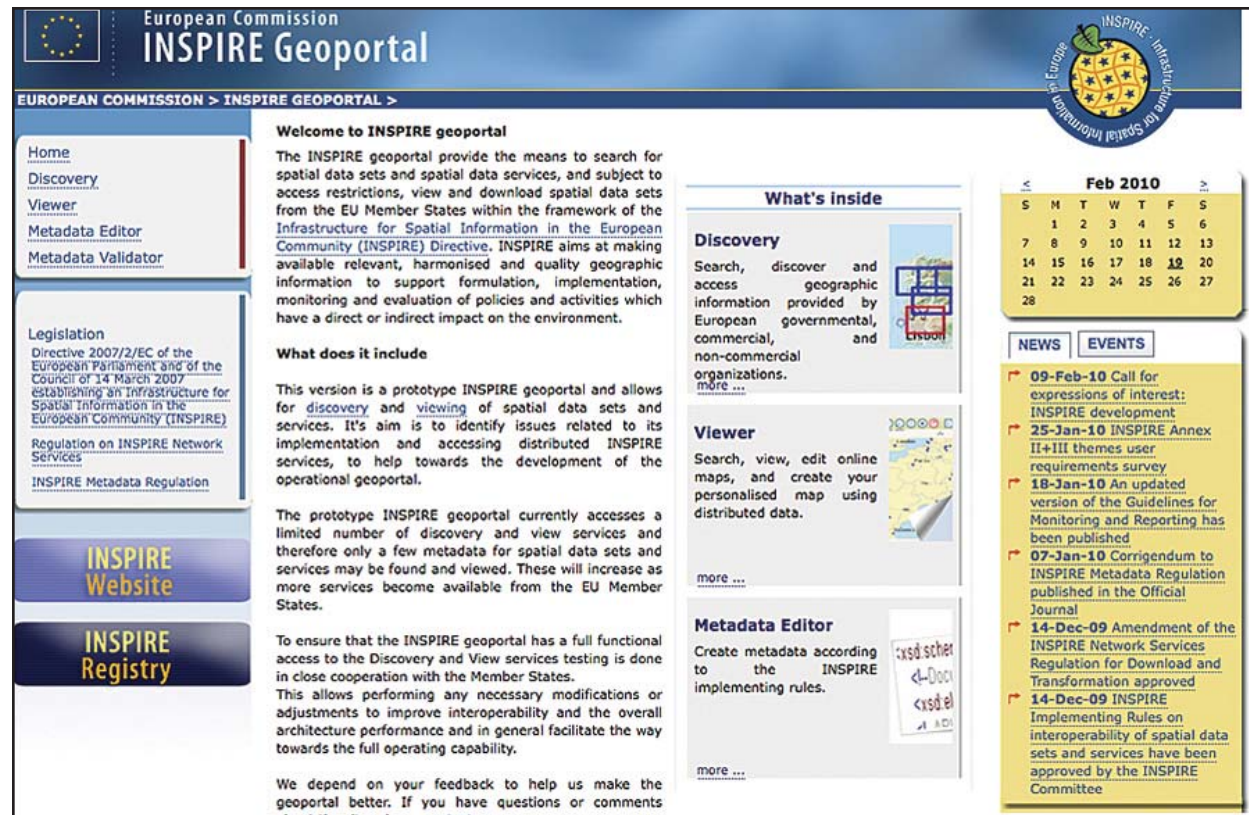 European Commission
INSPIRE Geoportal
INSPIRE - Infrastructure for Spatial Information in Europe
EUROPEAN COMMISSION > INSPIRE GEOPORTAL >
Home
Discovery
Viewer
Metadata Editor
Metadata Validator
Legislation
Directive 2007/2/EC of the
European Parliament and of the
Council of 14 March 2007
establishing an Infrastructure for
Spatial Information in the
European Community (INSPIRE)
Regulation on INSPIRE Network
Services
INSPIRE Metadata Regulation
INSPIRE
Website
INSPIRE
Registry
Welcome to INSPIRE geoportal
The INSPIRE geoportal provide the means to search for
spatial data sets and spatial data services, and subject to
access restrictions, view and download spatial data sets
from the EU Member States within the framework of the
Infrastructure for Spatial Information in the European
Community (INSPIRE) Directive. INSPIRE aims at making
available relevant, harmonised and quality geographic
information to support formulation, implementation,
monitoring and evaluation of policies and activities which
have a direct or indirect impact on the environment.
What does it include
This version is a prototype INSPIRE geoportal and allows
for discovery and viewing of spatial data sets and
services. It's aim is to identify issues related to its
implementation and accessing distributed INSPIRE
services, to help towards the development of the
operational geoportal.
The prototype INSPIRE geoportal currently accesses a
limited number of discovery and view services and
therefore only a few metadata for spatial data sets and
services may be found and viewed. These will increase as
more services become available from the EU Member
States.
To ensure that the INSPIRE geoportal has a full functional
access to the Discovery and View services testing is done
in close cooperation with the Member States.
This allows performing any necessary modifications or
adjustments to improve interoperability and the overall
architecture performance and in general facilitate the way
towards the full operating capability.
We depend on your feedback to help us make the
geoportal better. If you have questions or comments
What's inside
Discovery
Search, discover and
access geographic
information provided by
European governmental,
commercial, and
non-commercial
organizations.
more ...
Lisbon
Viewer
Search, view, edit online
maps, and create your
personalised map using
distributed data.
more ...
Metadata Editor
Create metadata according
to the INSPIRE
implementing rules.
more ...
<xsd:scher
<!-Docu
<xsd:el
< Feb 2010 >
S M T W T F S
1 2 3 4 5 6
7 8 9 10 11 12 13
14 15 16 17 18 19 20
21 22 23 24 25 26 27
28
NEWS EVENTS
09-Feb-10 Call for
expressions of interest:
INSPIRE development
25-Jan-10 INSPIRE Annex
II+III themes user
requirements survey
18-Jan-10 An updated
version of the Guidelines for
Monitoring and Reporting has
been published
07-Jan-10 Corrigendum to
INSPIRE Metadata Regulation
published in the Official
Journal
14-Dec-09 Amendment of the
INSPIRE Network Services
Regulation for Download and
Transformation approved
14-Dec-09 INSPIRE
Implementing Rules on
interoperability of spatial data
sets and services have been
approved by the INSPIRE
Committee